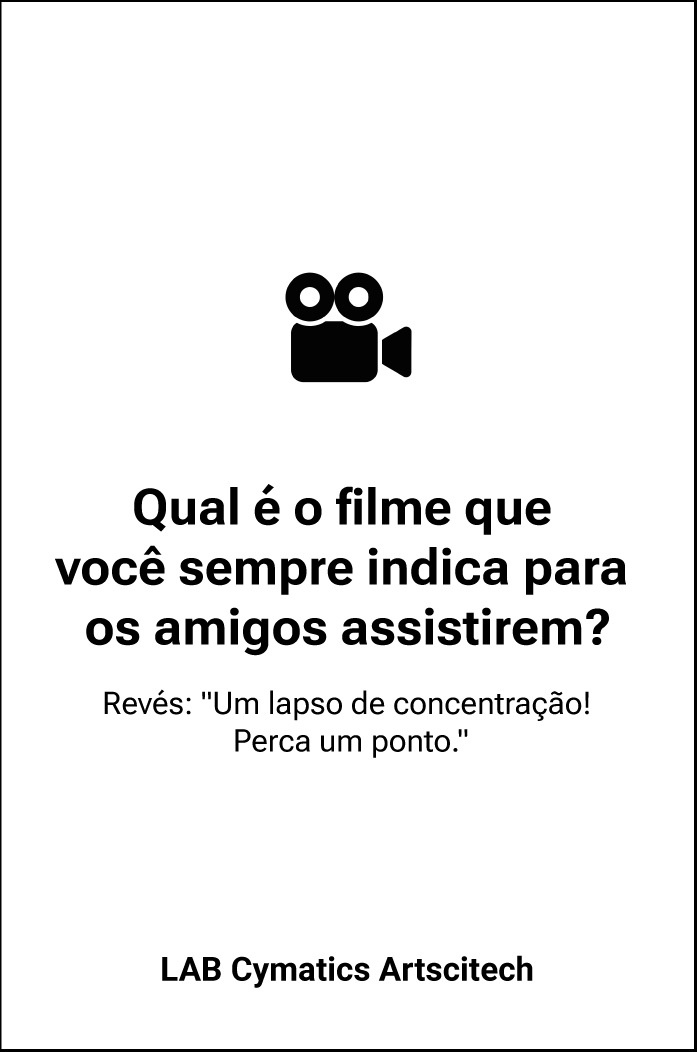 Qual é o filme que
você sempre indica para
os amigos assistirem?
Revés: "Um lapso de concentração!
Perca um ponto."
LAB Cymatics Artscitech